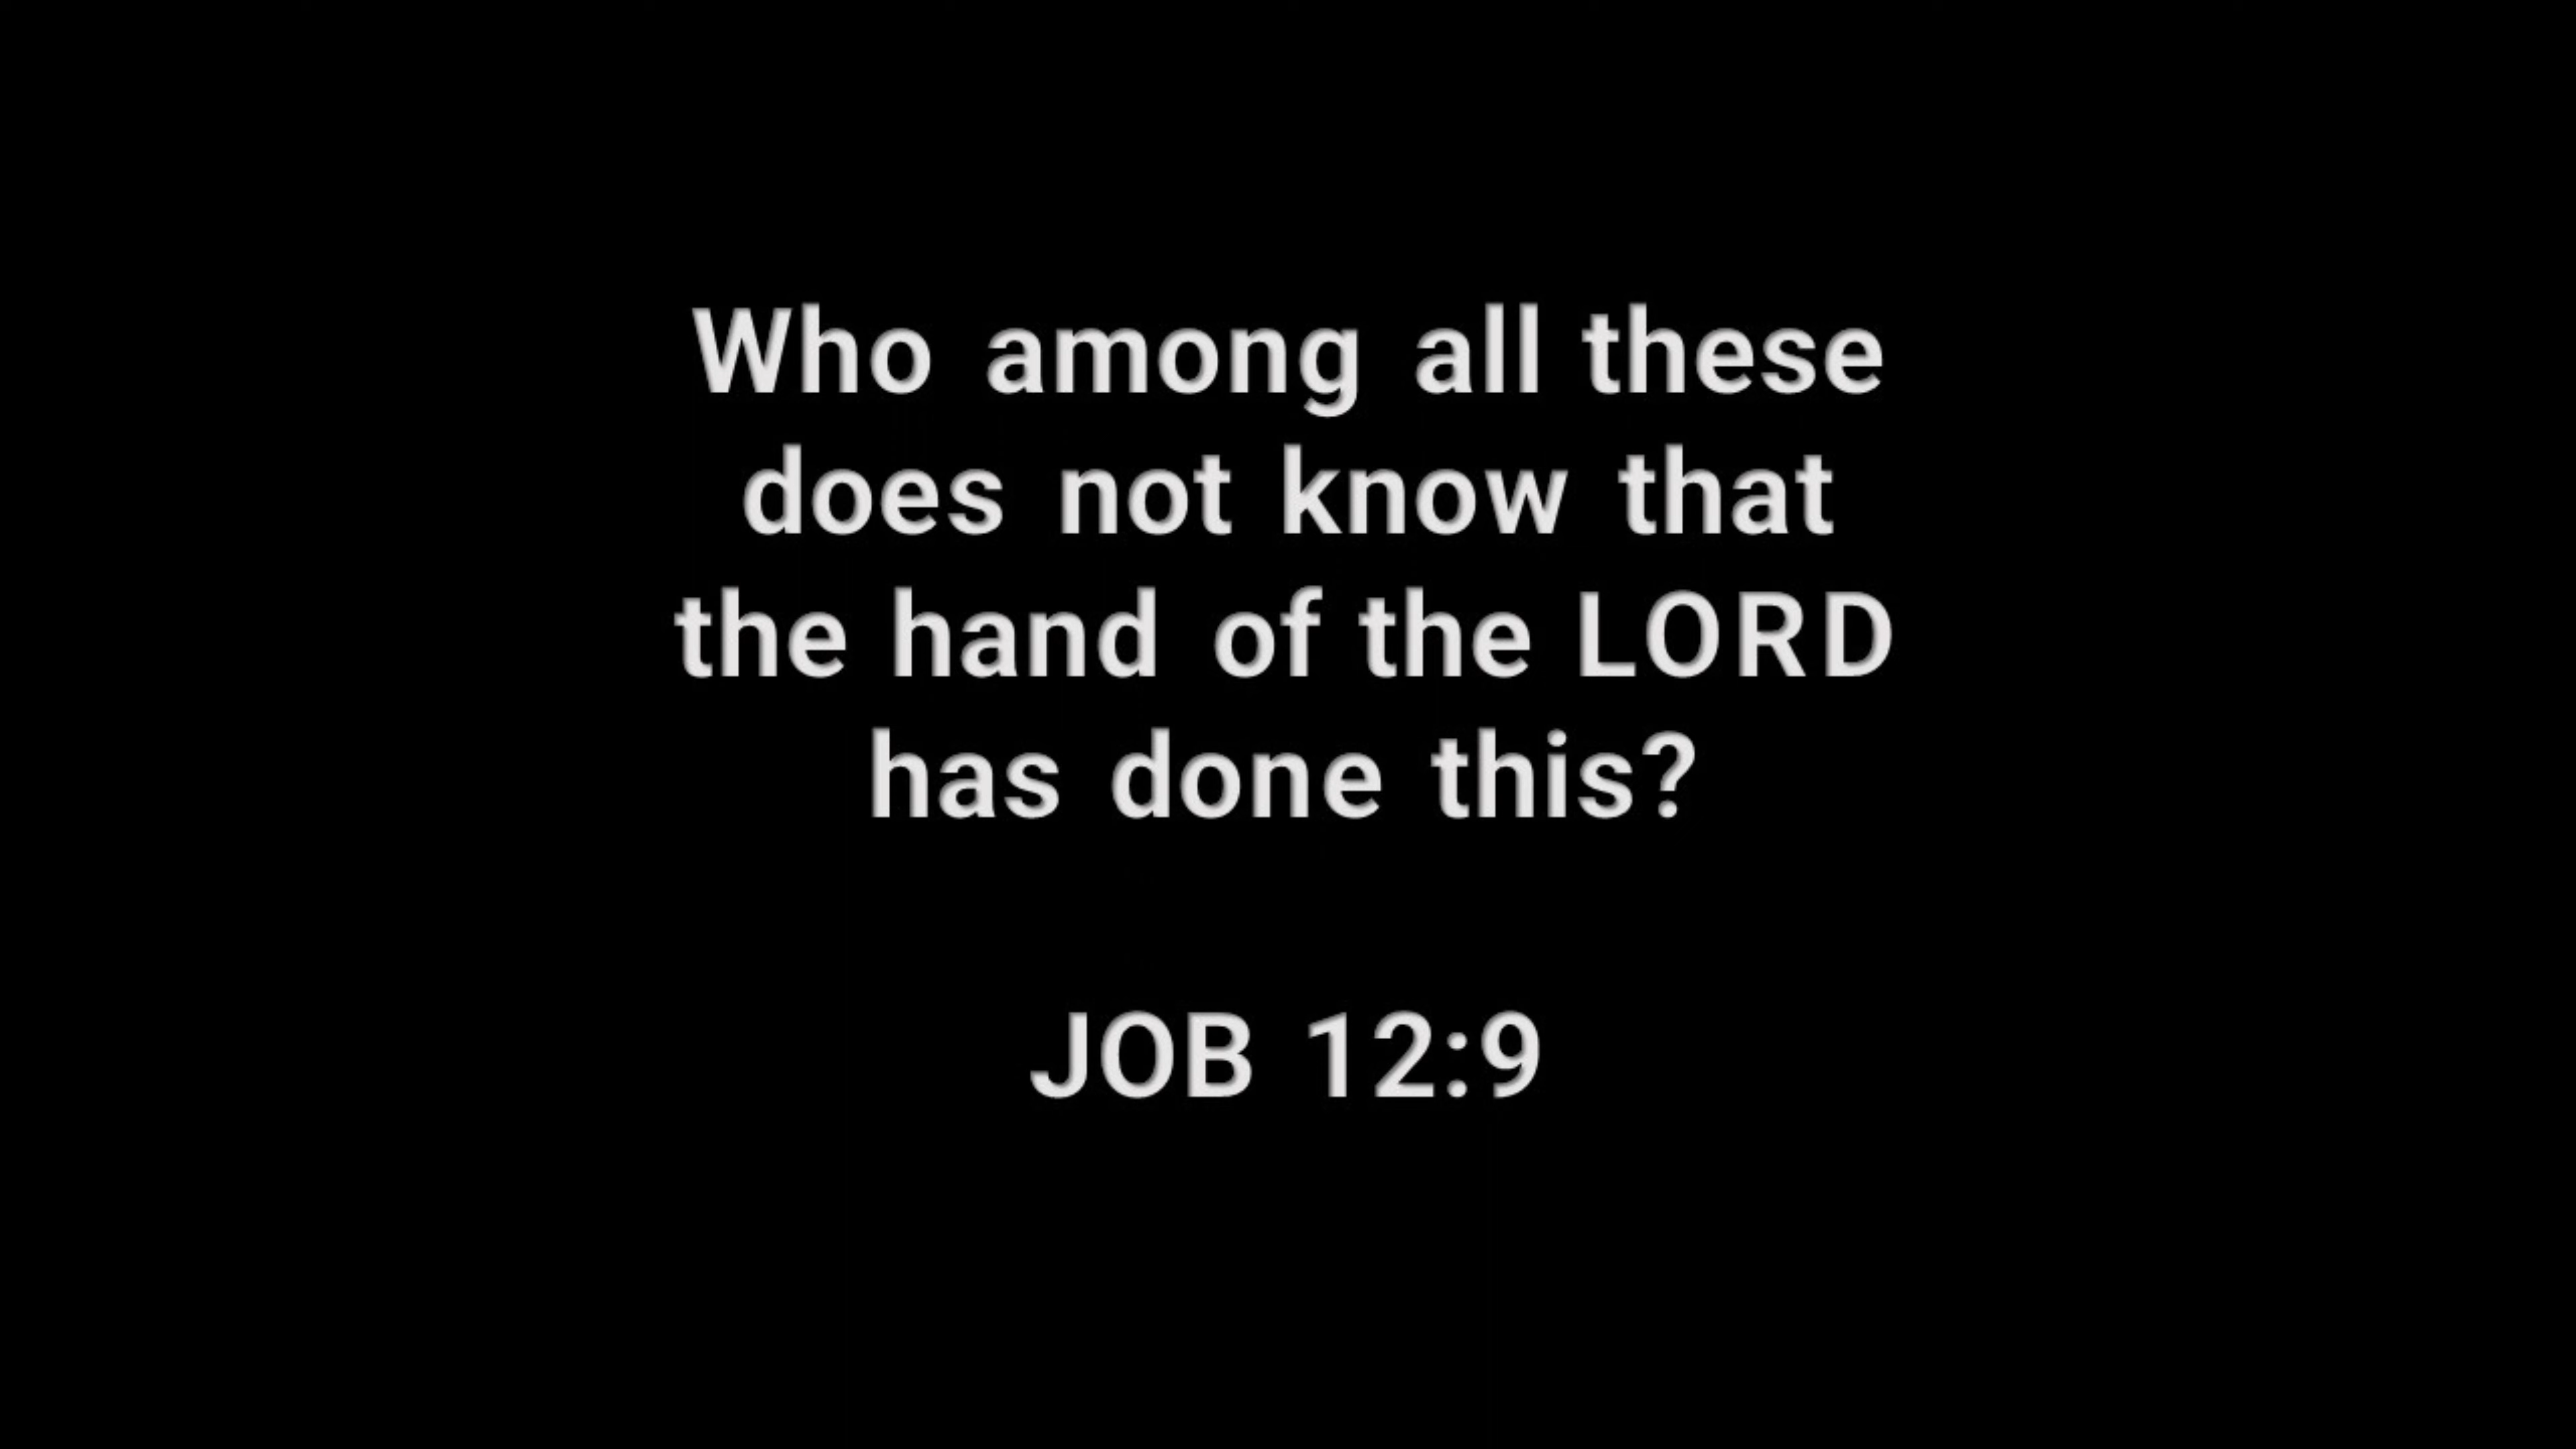 Who among all these
does not know that
the hand of the LORD
has done this?
JOB 12:9